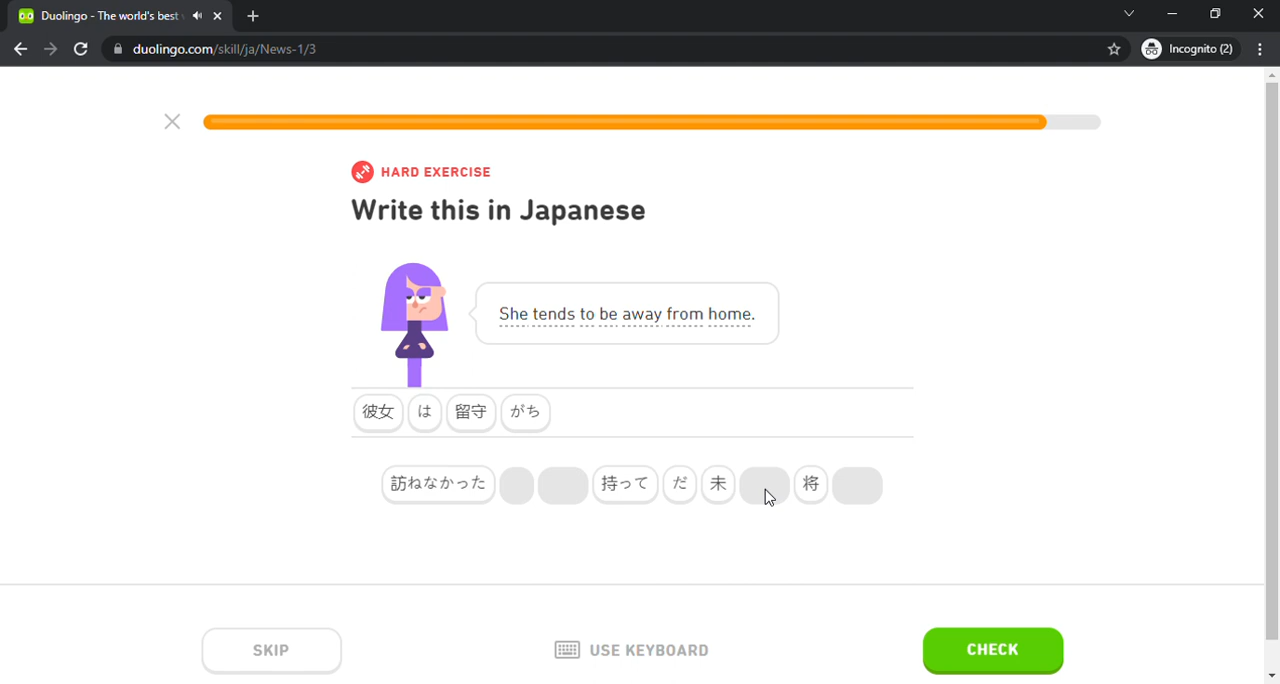 Duolingo - The world's best
duolingo.com/skill/ja/News-1/3
Incognito (2)
HARD EXERCISE
Write this in Japanese
She tends to be away from home.
彼女 は 留守 がち
訪ねなかった 持って だ 未 将
SKIP
USE KEYBOARD
CHECK